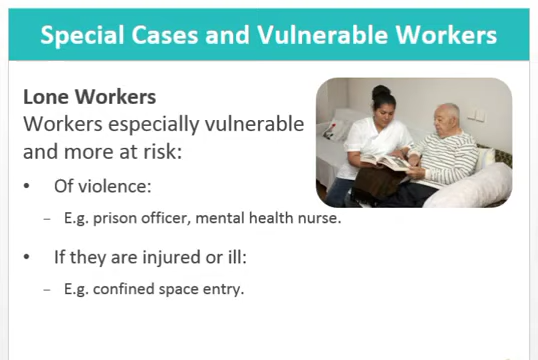 Special Cases and Vulnerable Workers
Lone Workers
Workers especially vulnerable
and more at risk:
• Of violence:
– E.g. prison officer, mental health nurse.
• If they are injured or ill:
– E.g. confined space entry.